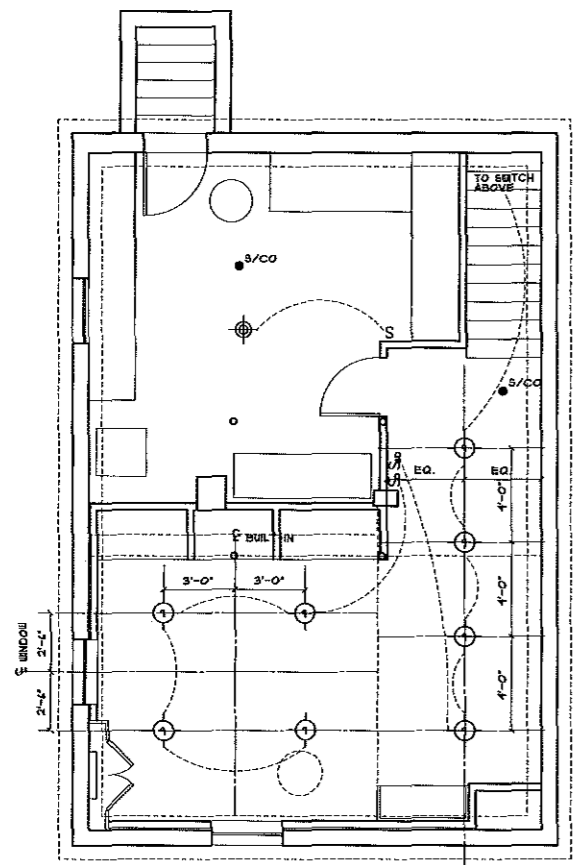 TO SWITCH
ABOVE
S/CO
S
S/CO
S
S
EQ.
EQ.
4'-0"
℄ BUILT-IN
3'-0"
3'-0"
4'-0"
℄ WINDOW
2'-6"
2'-6"
4'-0"